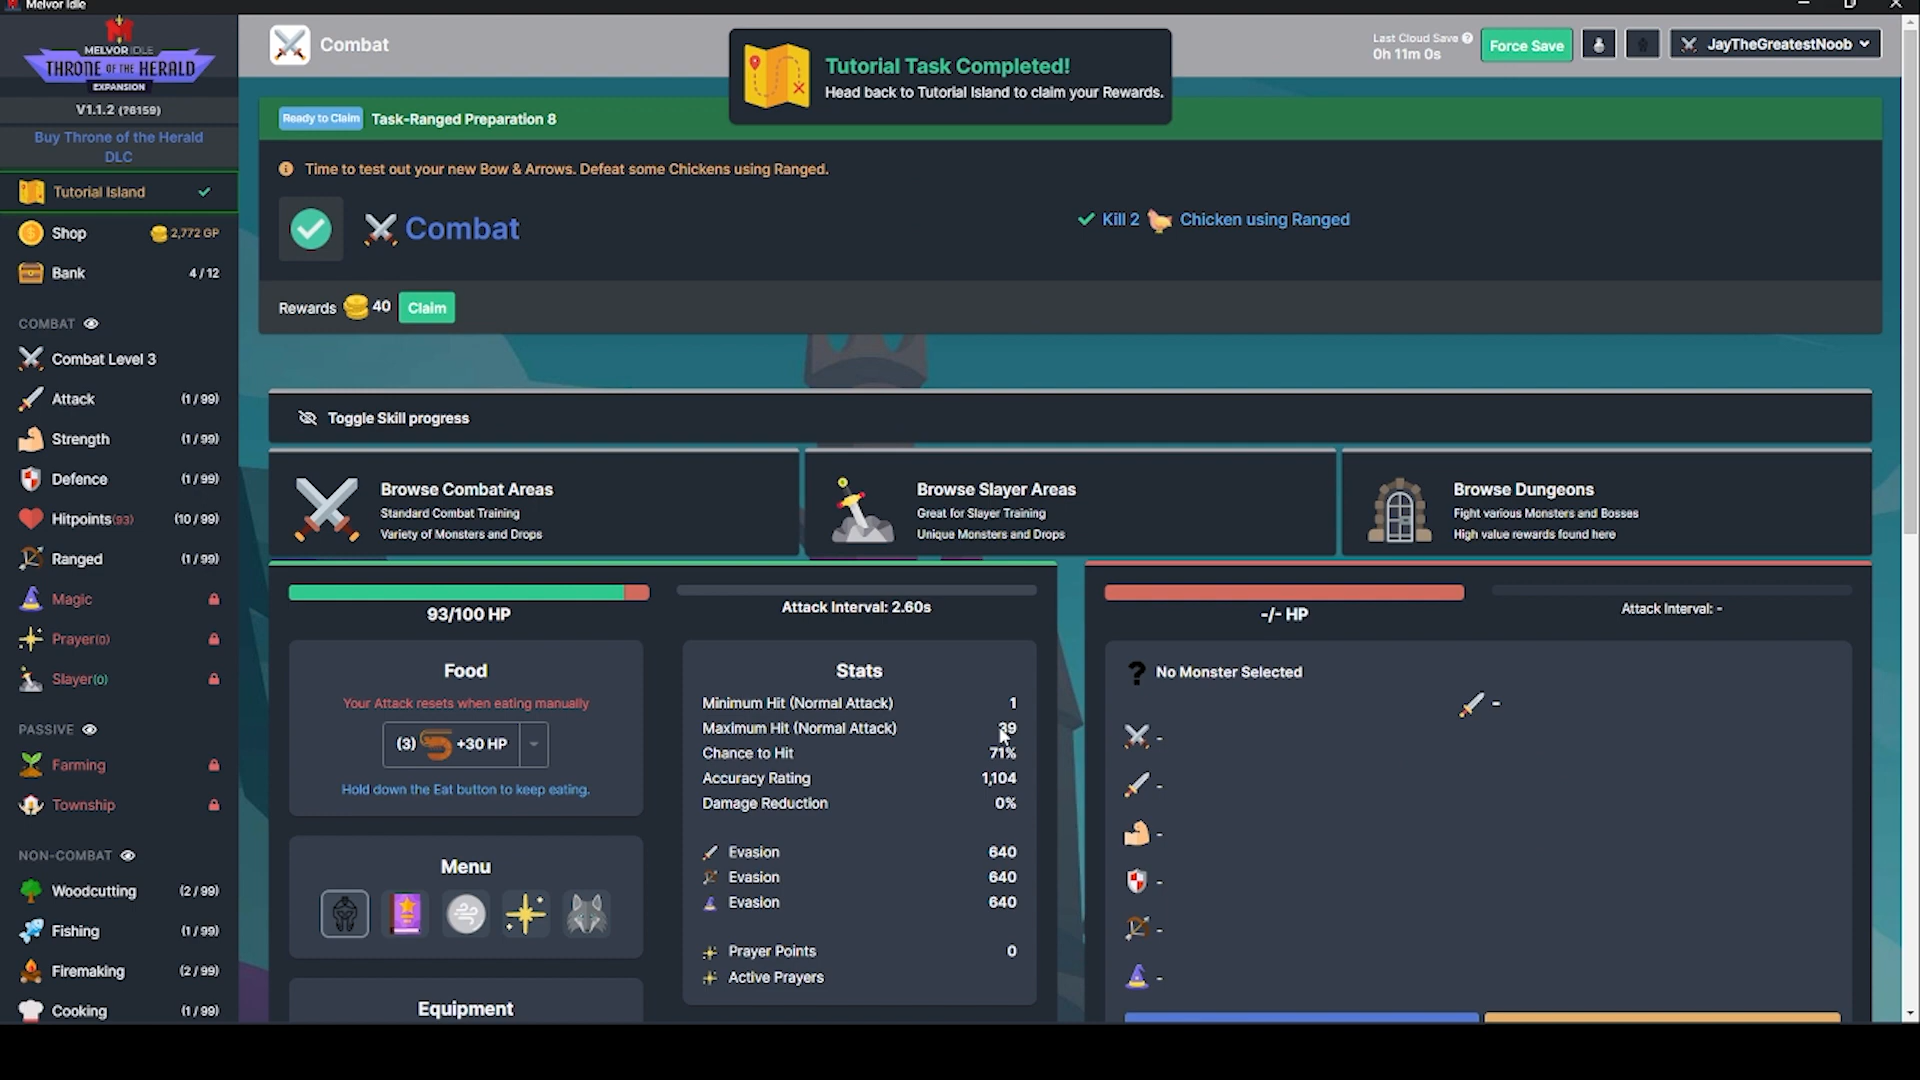 Melvor Idle
MELVOR IDLE
THRONE OF THE HERALD
EXPANSION
V1.1.2 (76159)
Buy Throne of the Herald
DLC
Tutorial Island
Shop 2,772 GP
Bank 4 / 12
COMBAT
Combat Level 3
Attack (1 / 99)
Strength (1 / 99)
Defence (1 / 99)
Hitpoints(93) (10 / 99)
Ranged (1 / 99)
Magic
Prayer(0)
Slayer(0)
PASSIVE
Farming
Township
NON-COMBAT
Woodcutting (2 / 99)
Fishing (1 / 99)
Firemaking (2 / 99)
Cooking (1 / 99)
Combat
Tutorial Task Completed!
Head back to Tutorial Island to claim your Rewards.
Last Cloud Save
0h 11m 0s
Force Save
JayTheGreatestNoob
Ready to Claim Task-Ranged Preparation 8
Time to test out your new Bow & Arrows. Defeat some Chickens using Ranged.
Combat
Kill 2 Chicken using Ranged
Rewards 40 Claim
Toggle Skill progress
Browse Combat Areas
Standard Combat Training
Variety of Monsters and Drops
Browse Slayer Areas
Great for Slayer Training
Unique Monsters and Drops
Browse Dungeons
Fight various Monsters and Bosses
High value rewards found here
93/100 HP
Attack Interval: 2.60s
Food
Your Attack resets when eating manually
(3) +30 HP
Hold down the Eat button to keep eating.
Menu
Equipment
Stats
Minimum Hit (Normal Attack) 1
Maximum Hit (Normal Attack) 39
Chance to Hit 71%
Accuracy Rating 1,104
Damage Reduction 0%
Evasion 640
Evasion 640
Evasion 640
Prayer Points 0
Active Prayers
-/- HP
Attack Interval: -
No Monster Selected
-
-
-
-
-
-
-